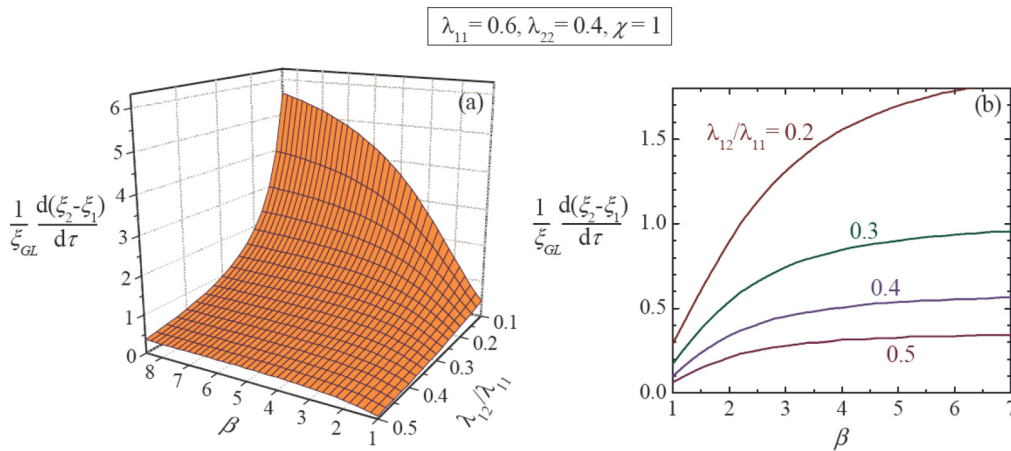 λ₁₁ = 0.6, λ₂₂ = 0.4, χ = 1
(a)
6
5
4
3
2
1
0
1/ξ_GL d(ξ₂-ξ₁)/dτ
8 7 6 5 4 3 2 1
β
0.1
0.2
0.3
0.4
0.5
λ₁₂/λ₁₁
(b)
1.5
1.0
0.5
0.0
1/ξ_GL d(ξ₂-ξ₁)/dτ
λ₁₂/λ₁₁ = 0.2
0.3
0.4
0.5
1 2 3 4 5 6 7
β